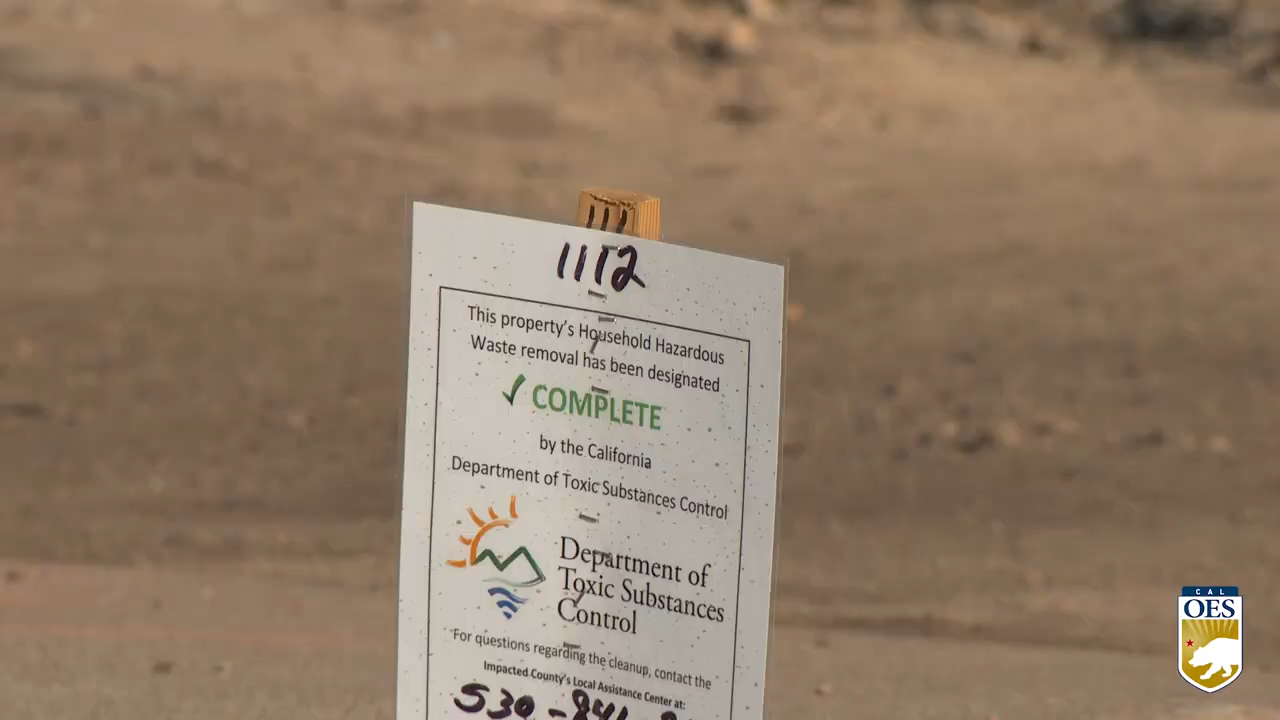 1112
This property's Household Hazardous
Waste removal has been designated
✓ COMPLETE
by the California
Department of Toxic Substances Control
Department of
Toxic Substances
Control
For questions regarding the cleanup, contact the
Impacted County's Local Assistance Center at:
530-841-
CAL
OES